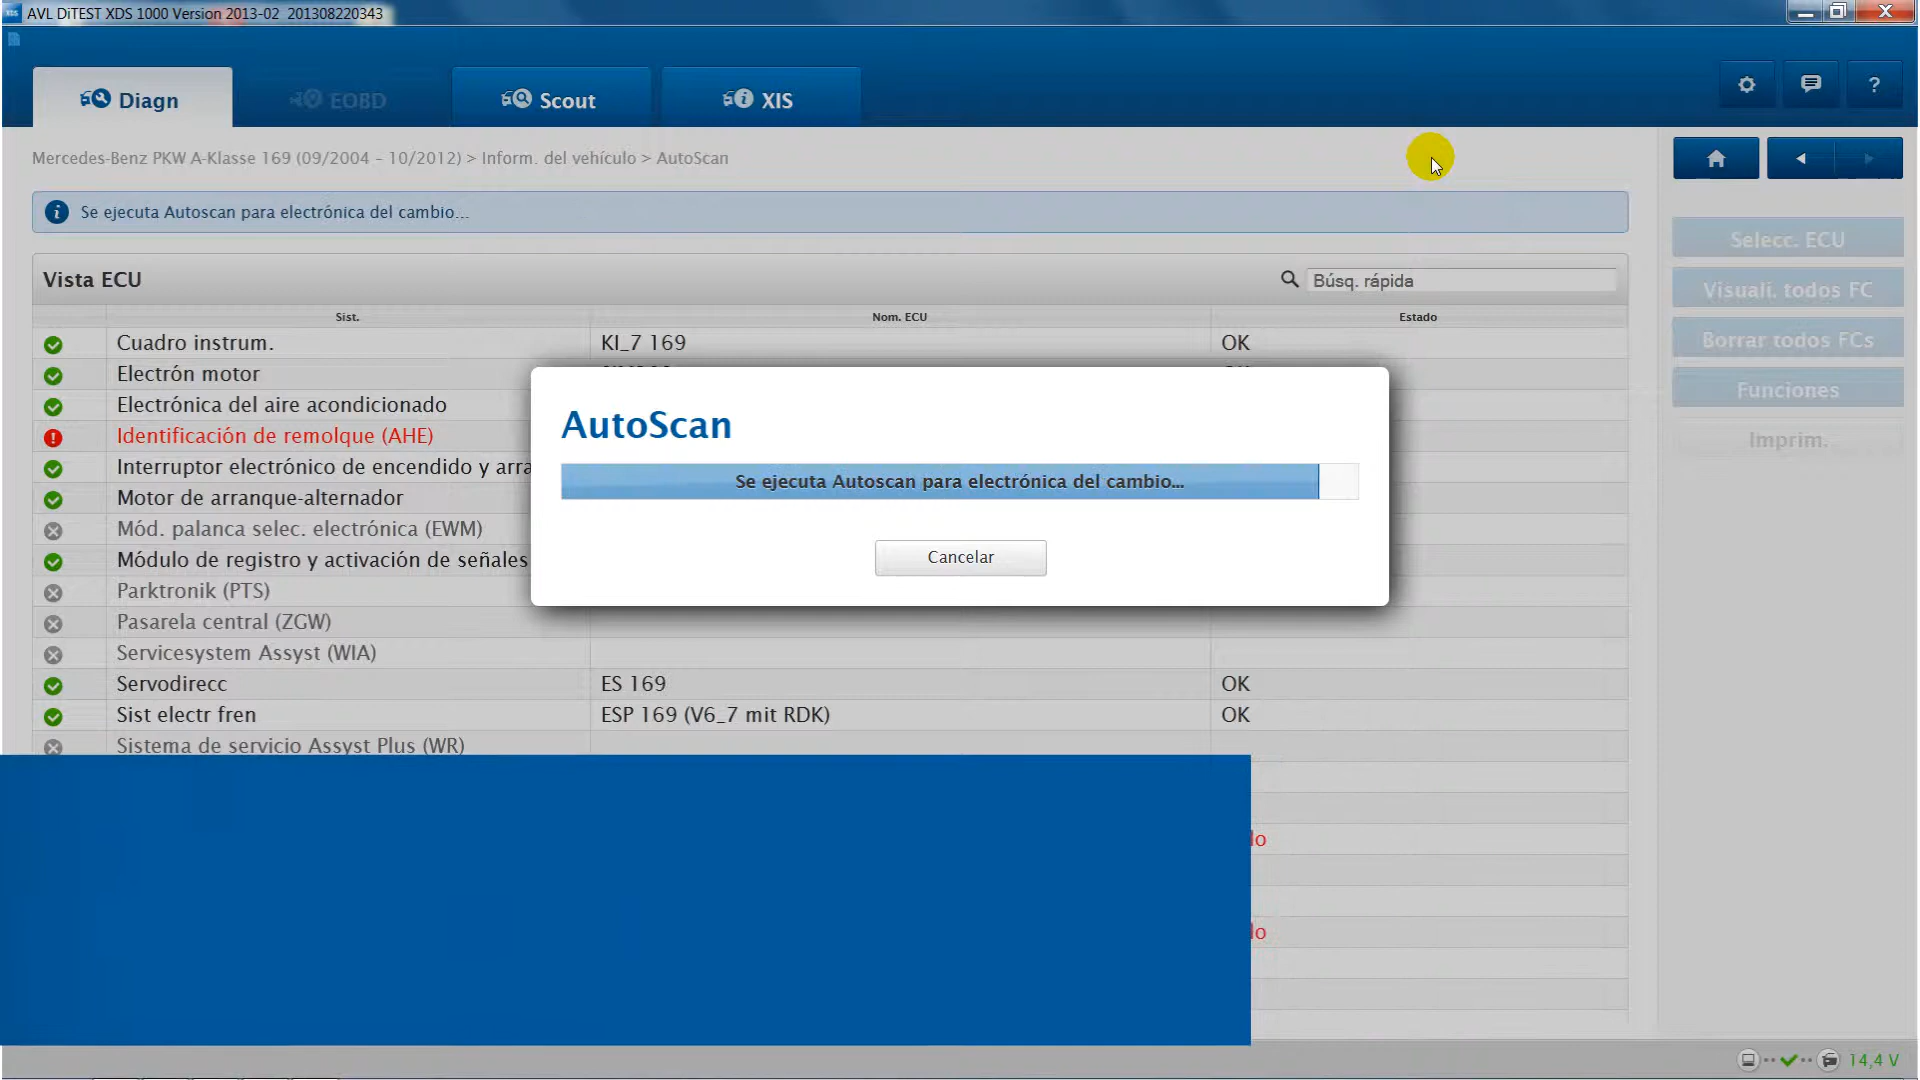 AVL DiTEST XDS 1000 Version 2013-02  201308220343
Diagn
EOBD
Scout
XIS
?
Mercedes-Benz PKW A-Klasse 169 (09/2004 - 10/2012) > Inform. del vehículo > AutoScan
Se ejecuta Autoscan para electrónica del cambio...
Selecc. ECU
Visuali. todos FC
Borrar todos FCs
Funciones
Imprim.
Vista ECU
Búsq. rápida
Sist. Nom. ECU Estado
Cuadro instrum. KI_7 169 OK
Electrón motor
Electrónica del aire acondicionado
Identificación de remolque (AHE)
Interruptor electrónico de encendido y arra
Motor de arranque-alternador
Mód. palanca selec. electrónica (EWM)
Módulo de registro y activación de señales
Parktronik (PTS)
Pasarela central (ZGW)
Servicesystem Assyst (WIA)
Servodirecc ES 169 OK
Sist electr fren ESP 169 (V6_7 mit RDK) OK
Sistema de servicio Assyst Plus (WR)
AutoScan
Se ejecuta Autoscan para electrónica del cambio...
Cancelar
do
do
14,4 V